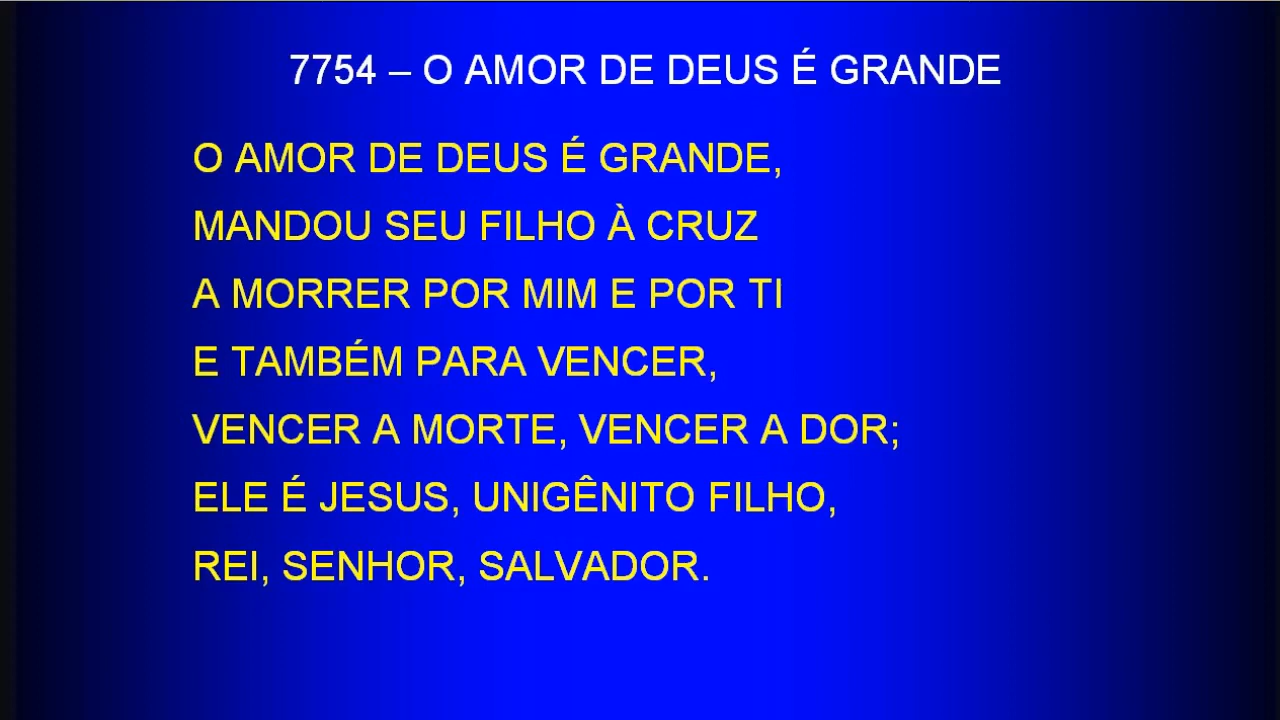 7754 – O AMOR DE DEUS É GRANDE
O AMOR DE DEUS É GRANDE,
MANDOU SEU FILHO À CRUZ
A MORRER POR MIM E POR TI
E TAMBÉM PARA VENCER,
VENCER A MORTE, VENCER A DOR;
ELE É JESUS, UNIGÊNITO FILHO,
REI, SENHOR, SALVADOR.